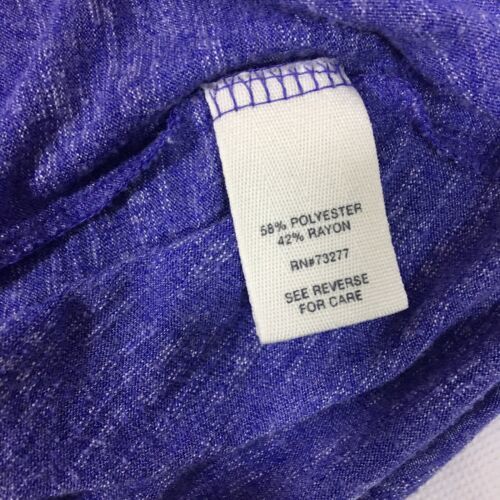 58% POLYESTER
42% RAYON
RN#73277
SEE REVERSE
FOR CARE